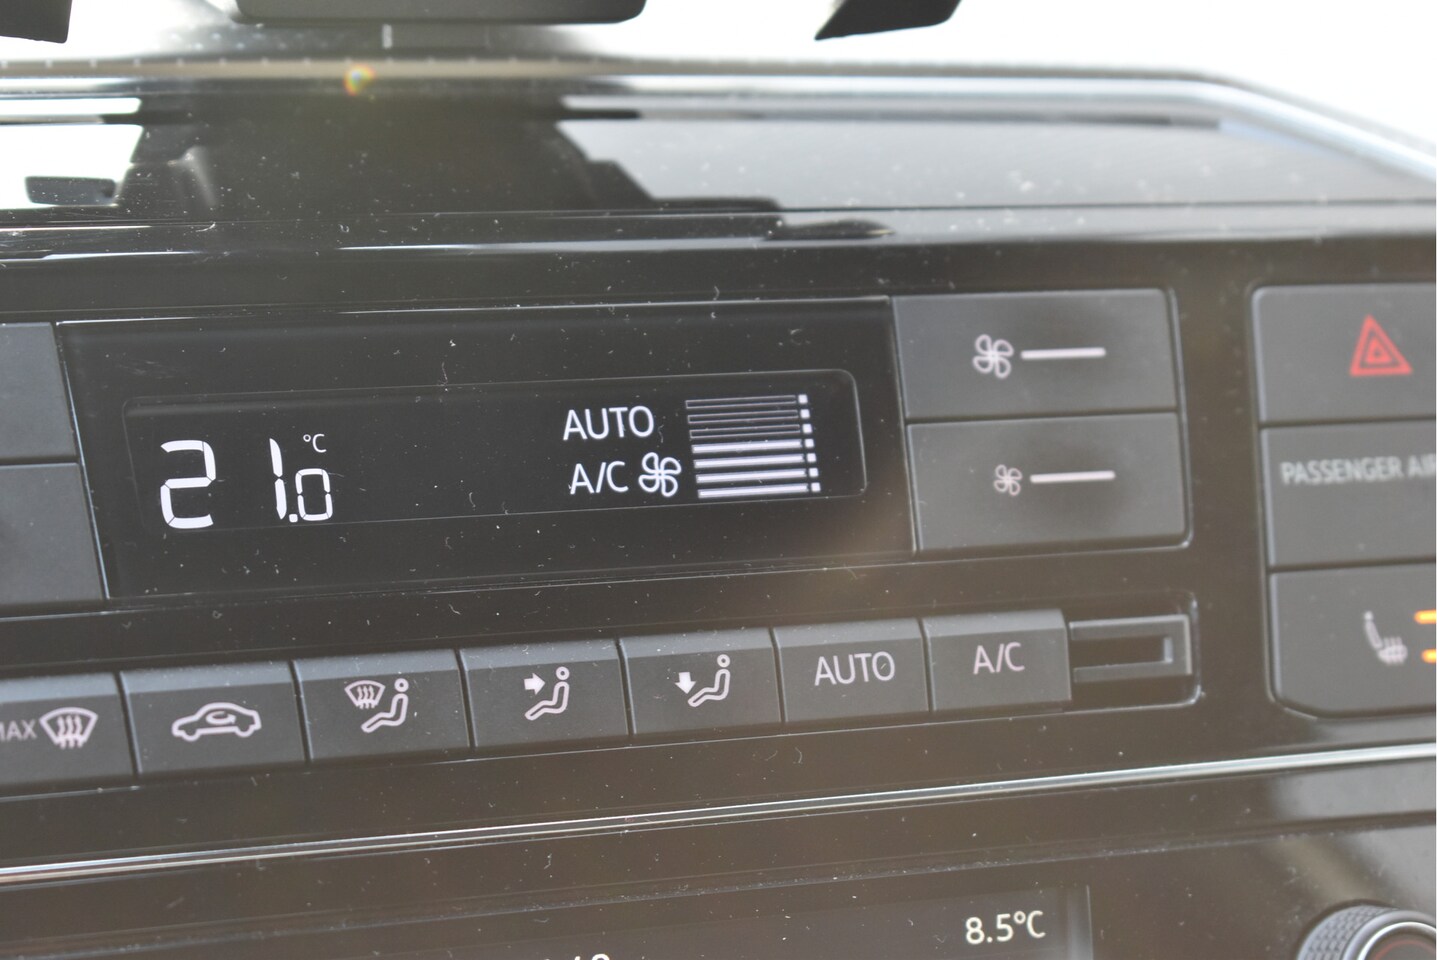 AUTO
21.0 °C
A/C
PASSENGER AIR
MAX
AUTO
A/C
8.5°C